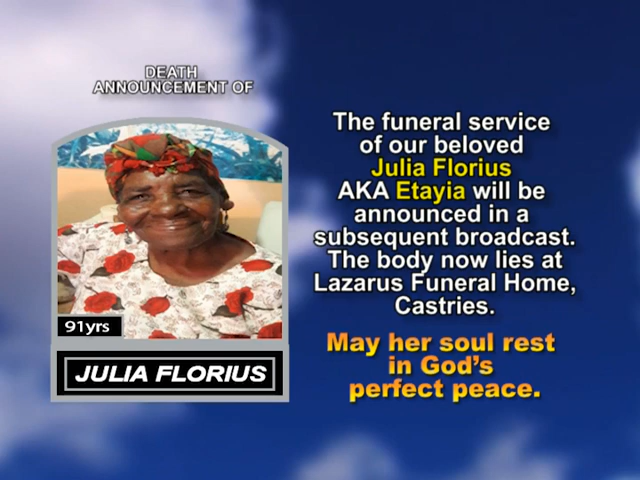 DEATH
ANNOUNCEMENT OF
91yrs
JULIA FLORIUS
The funeral service
of our beloved
Julia Florius
AKA Etayia will be
announced in a
subsequent broadcast.
The body now lies at
Lazarus Funeral Home,
Castries.
May her soul rest
in God's
perfect peace.